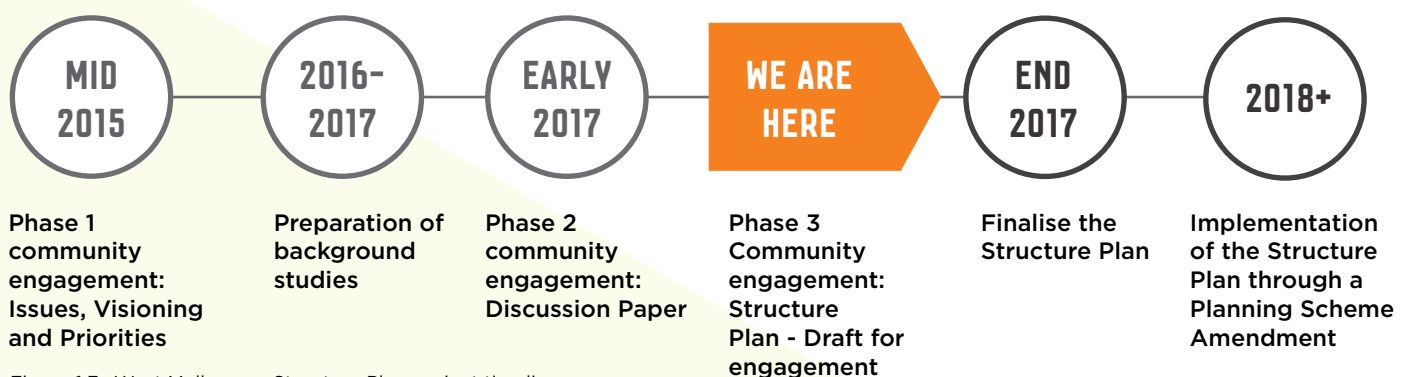 MID
2015
2016-
2017
EARLY
2017
WE ARE
HERE
END
2017
2018+
Phase 1
community
engagement:
Issues, Visioning
and Priorities
Preparation of
background
studies
Phase 2
community
engagement:
Discussion Paper
Phase 3
Community
engagement:
Structure
Plan - Draft for
engagement
Finalise the
Structure Plan
Implementation
of the Structure
Plan through a
Planning Scheme
Amendment